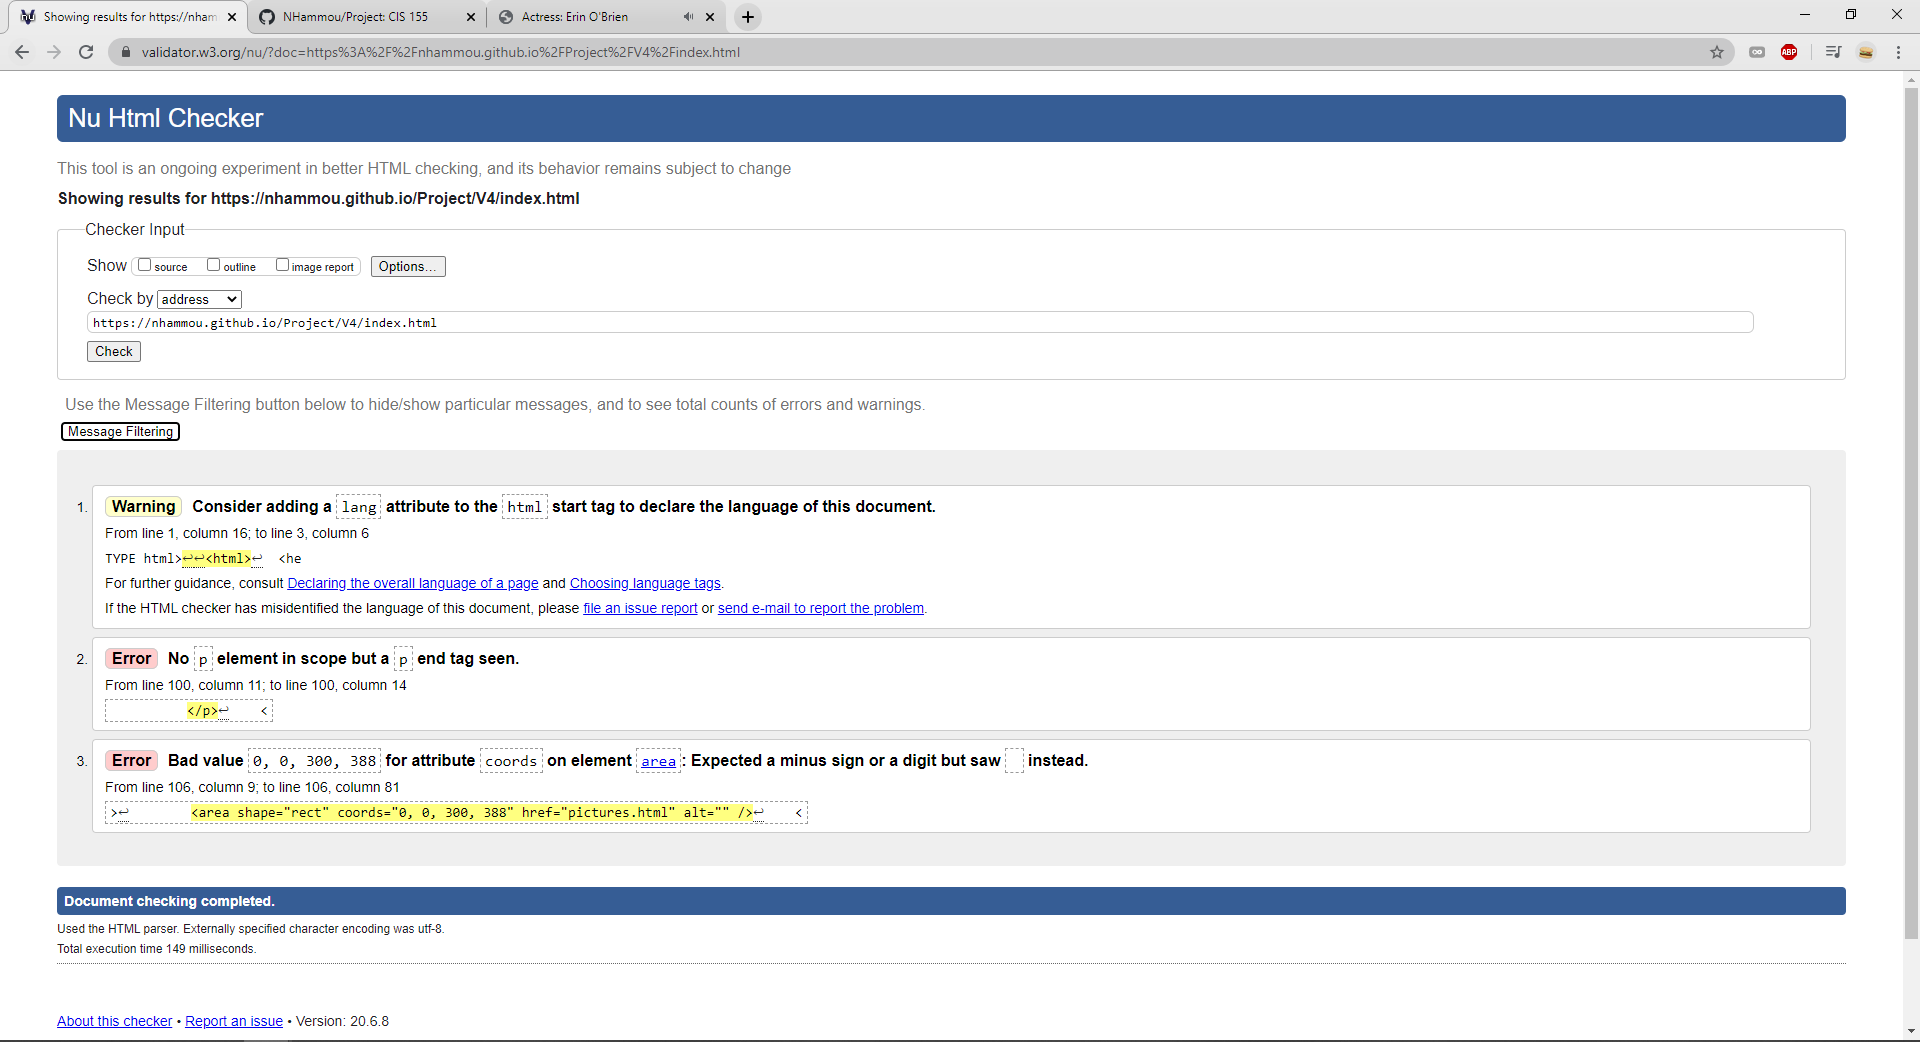 Showing results for https://nham
NHammou/Project: CIS 155
Actress: Erin O'Brien
validator.w3.org/nu/?doc=https%3A%2F%2Fnhammou.github.io%2FProject%2FV4%2Findex.html
ABP
Nu Html Checker
This tool is an ongoing experiment in better HTML checking, and its behavior remains subject to change
Showing results for https://nhammou.github.io/Project/V4/index.html
Checker Input
Show source outline image report Options...
Check by address
https://nhammou.github.io/Project/V4/index.html
Check
Use the Message Filtering button below to hide/show particular messages, and to see total counts of errors and warnings.
Message Filtering
1. Warning Consider adding a lang attribute to the html start tag to declare the language of this document.
From line 1, column 16; to line 3, column 6
TYPE html>↩↩<html>↩ <he
For further guidance, consult Declaring the overall language of a page and Choosing language tags.
If the HTML checker has misidentified the language of this document, please file an issue report or send e-mail to report the problem.
2. Error No p element in scope but a p end tag seen.
From line 100, column 11; to line 100, column 14
</p>↩ <
3. Error Bad value 0, 0, 300, 388 for attribute coords on element area: Expected a minus sign or a digit but saw instead.
From line 106, column 9; to line 106, column 81
>↩ <area shape="rect" coords="0, 0, 300, 388" href="pictures.html" alt="" />↩ <
Document checking completed.
Used the HTML parser. Externally specified character encoding was utf-8.
Total execution time 149 milliseconds.
About this checker • Report an issue • Version: 20.6.8